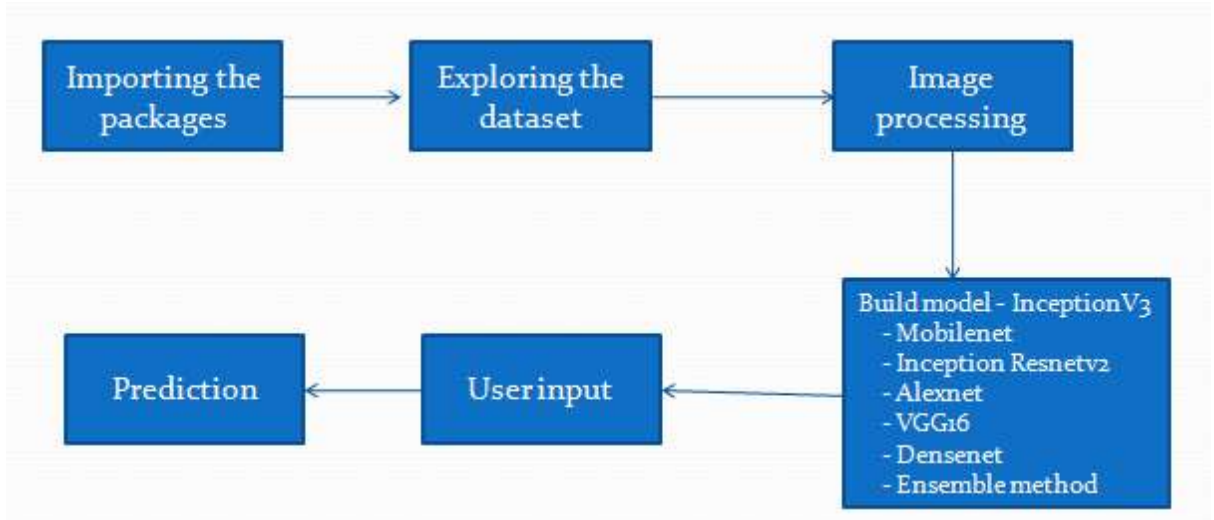 Importing the
packages
Exploring the
dataset
Image
processing
Build model - InceptionV3
- Mobilenet
- Inception Resnetv2
- Alexnet
- VGG16
- Densenet
- Ensemble method
User input
Prediction